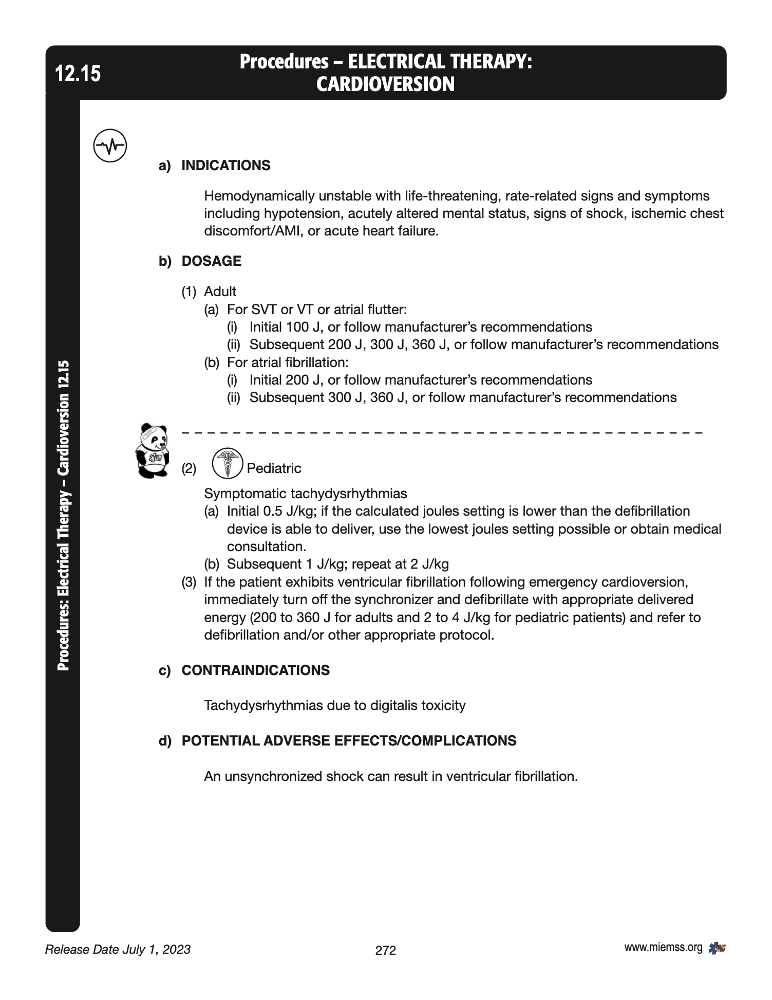 12.15
Procedures – ELECTRICAL THERAPY:
CARDIOVERSION
a) INDICATIONS
Hemodynamically unstable with life-threatening, rate-related signs and symptoms
including hypotension, acutely altered mental status, signs of shock, ischemic chest
discomfort/AMI, or acute heart failure.
b) DOSAGE
(1) Adult
(a) For SVT or VT or atrial flutter:
(i) Initial 100 J, or follow manufacturer’s recommendations
(ii) Subsequent 200 J, 300 J, 360 J, or follow manufacturer’s recommendations
(b) For atrial fibrillation:
(i) Initial 200 J, or follow manufacturer’s recommendations
(ii) Subsequent 300 J, 360 J, or follow manufacturer’s recommendations
(2) Pediatric
Symptomatic tachydysrhythmias
(a) Initial 0.5 J/kg; if the calculated joules setting is lower than the defibrillation
device is able to deliver, use the lowest joules setting possible or obtain medical
consultation.
(b) Subsequent 1 J/kg; repeat at 2 J/kg
(3) If the patient exhibits ventricular fibrillation following emergency cardioversion,
immediately turn off the synchronizer and defibrillate with appropriate delivered
energy (200 to 360 J for adults and 2 to 4 J/kg for pediatric patients) and refer to
defibrillation and/or other appropriate protocol.
c) CONTRAINDICATIONS
Tachydysrhythmias due to digitalis toxicity
d) POTENTIAL ADVERSE EFFECTS/COMPLICATIONS
An unsynchronized shock can result in ventricular fibrillation.
Procedures: Electrical Therapy – Cardioversion 12.15
Release Date July 1, 2023
272
www.miemss.org